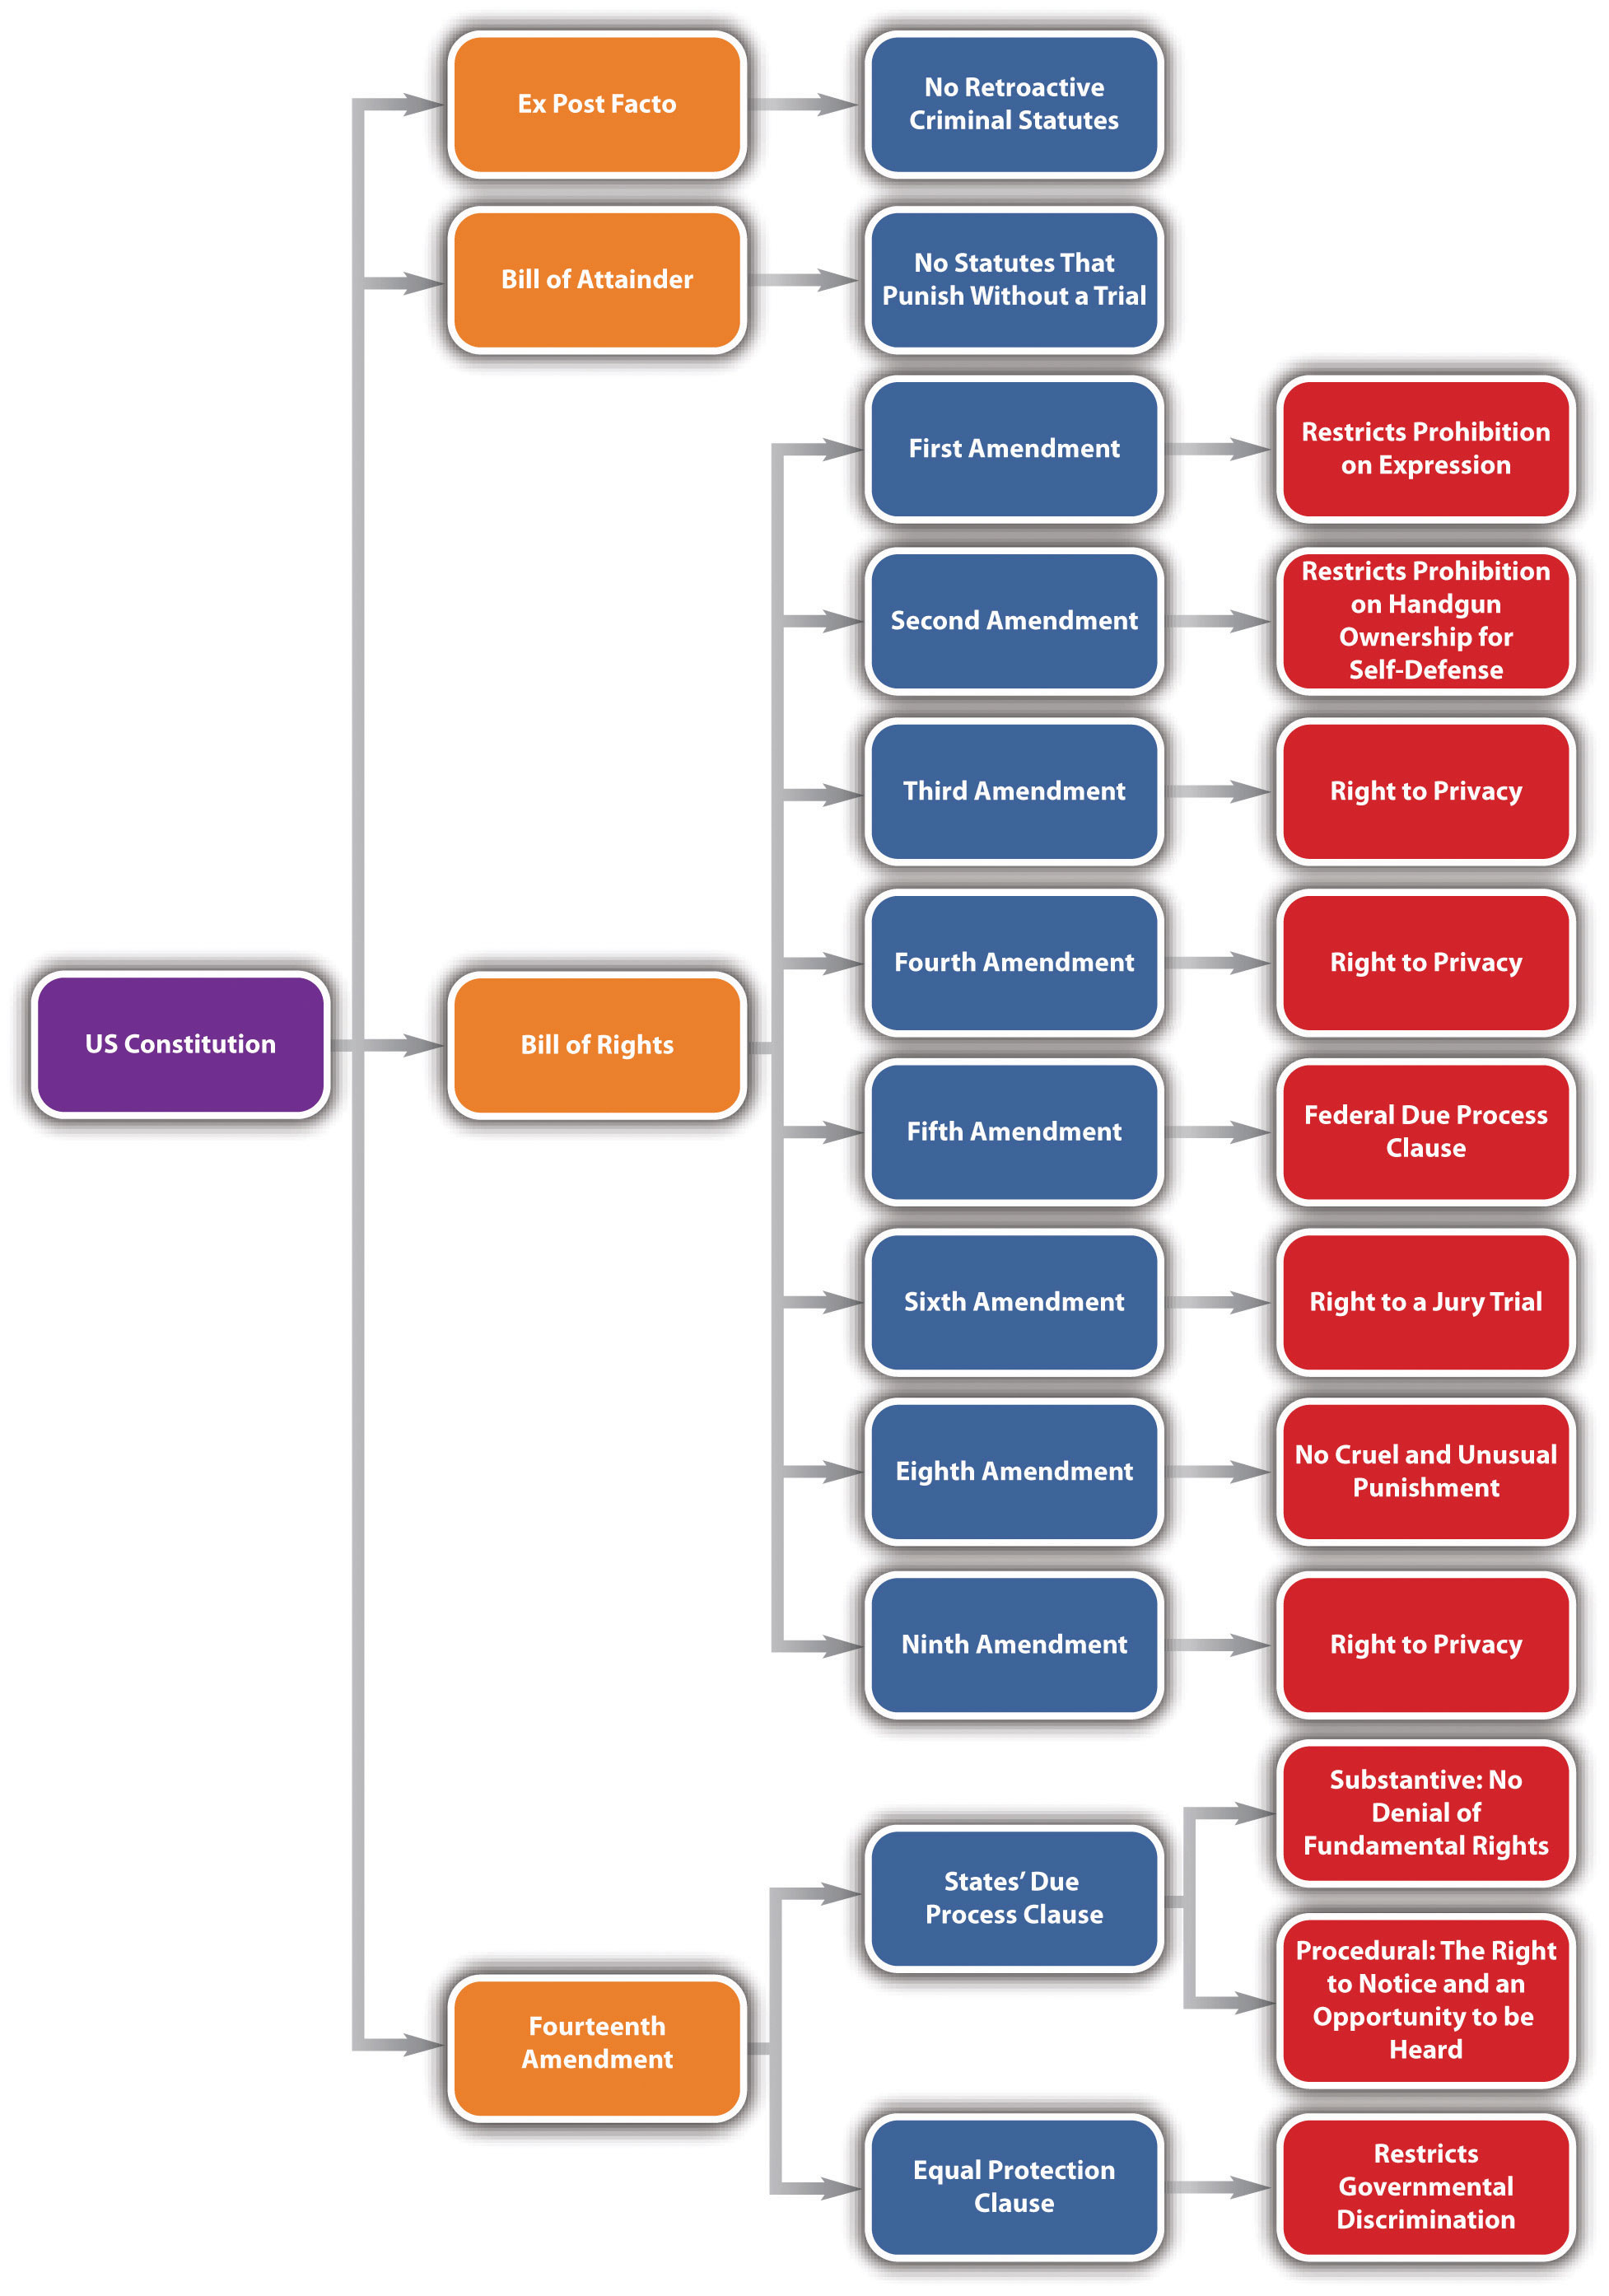 Ex Post Facto
No Retroactive
Criminal Statutes
Bill of Attainder
No Statutes That
Punish Without a Trial
First Amendment
Restricts Prohibition
on Expression
Second Amendment
Restricts Prohibition
on Handgun
Ownership for
Self-Defense
Third Amendment
Right to Privacy
Fourth Amendment
Right to Privacy
US Constitution
Bill of Rights
Fifth Amendment
Federal Due Process
Clause
Sixth Amendment
Right to a Jury Trial
Eighth Amendment
No Cruel and Unusual
Punishment
Ninth Amendment
Right to Privacy
Substantive: No
Denial of
Fundamental Rights
States’ Due
Process Clause
Procedural: The Right
to Notice and an
Opportunity to be
Heard
Fourteenth
Amendment
Equal Protection
Clause
Restricts
Governmental
Discrimination